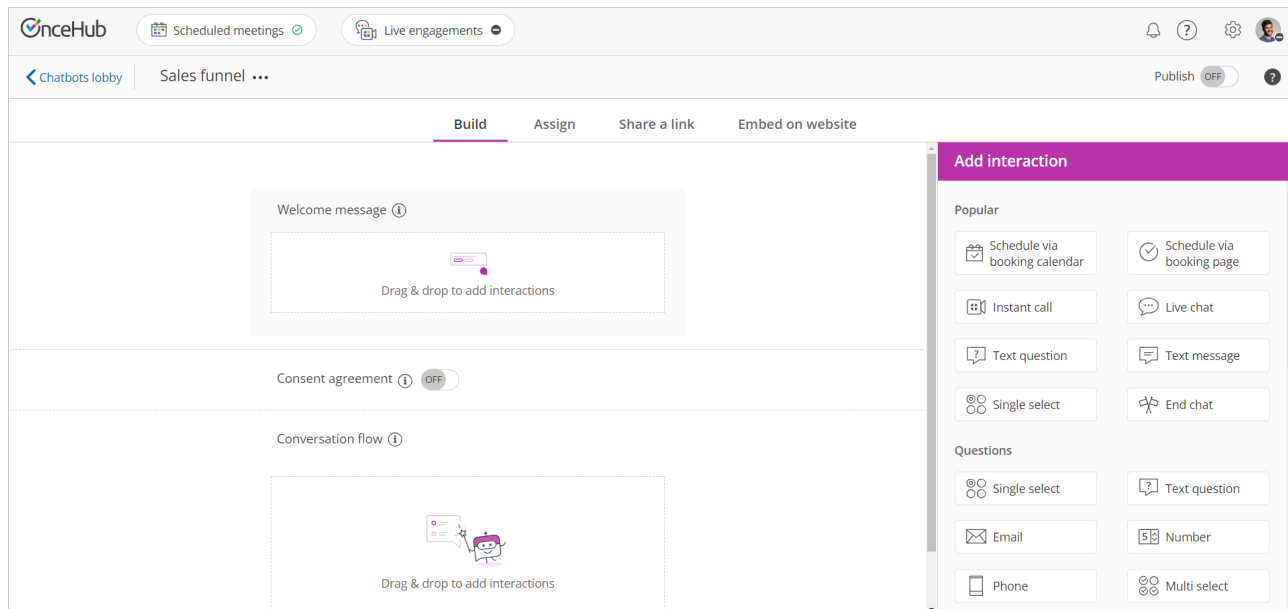 OnceHub
Scheduled meetings
Live engagements
?
Chatbots lobby
Sales funnel
Publish OFF
?
Build
Assign
Share a link
Embed on website
Welcome message
Drag & drop to add interactions
Consent agreement
OFF
Conversation flow
Drag & drop to add interactions
Add interaction
Popular
Schedule via
booking calendar
Schedule via
booking page
Instant call
Live chat
Text question
Text message
Single select
End chat
Questions
Single select
Text question
Email
Number
Phone
Multi select